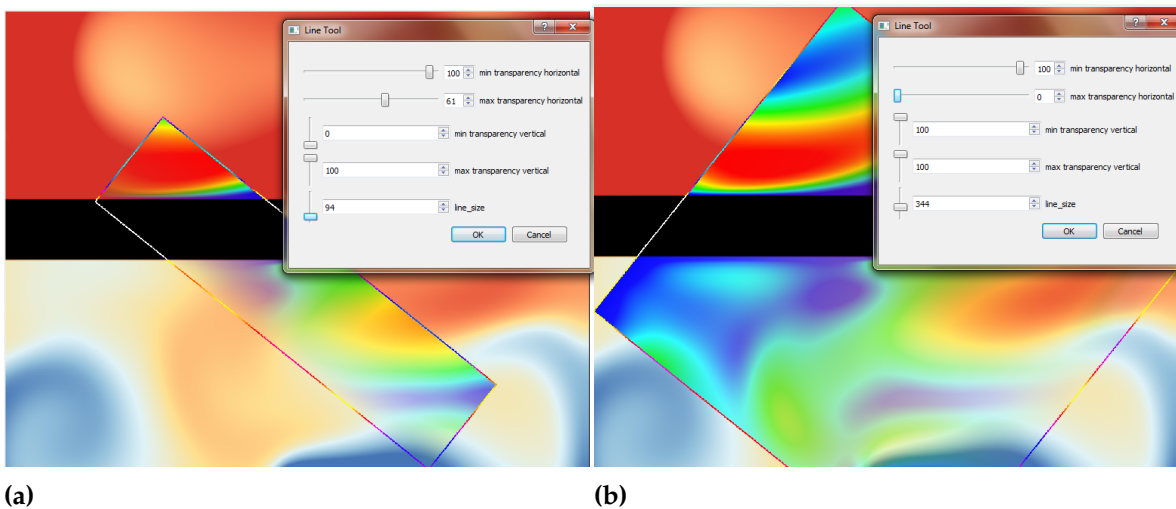 Line Tool
100 min transparency horizontal
61 max transparency horizontal
0 min transparency vertical
100 max transparency vertical
94 line_size
OK Cancel
Line Tool
100 min transparency horizontal
0 max transparency horizontal
100 min transparency vertical
100 max transparency vertical
344 line_size
OK Cancel
(a)
(b)